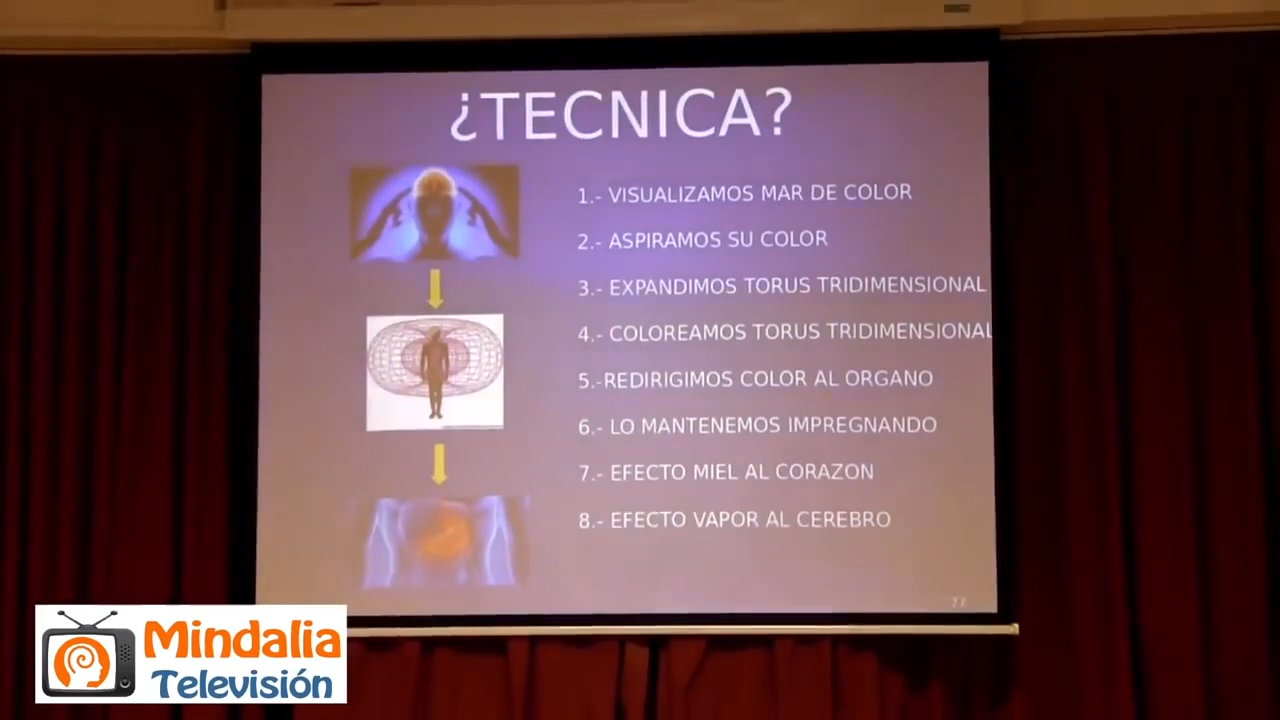 ¿TECNICA?
1.- VISUALIZAMOS MAR DE COLOR
2.- ASPIRAMOS SU COLOR
3.- EXPANDIMOS TORUS TRIDIMENSIONAL
4.- COLOREAMOS TORUS TRIDIMENSIONAL
5.-REDIRIGIMOS COLOR AL ORGANO
6.- LO MANTENEMOS IMPREGNANDO
7.- EFECTO MIEL AL CORAZON
8.- EFECTO VAPOR AL CEREBRO
77
Mindalia
Televisión